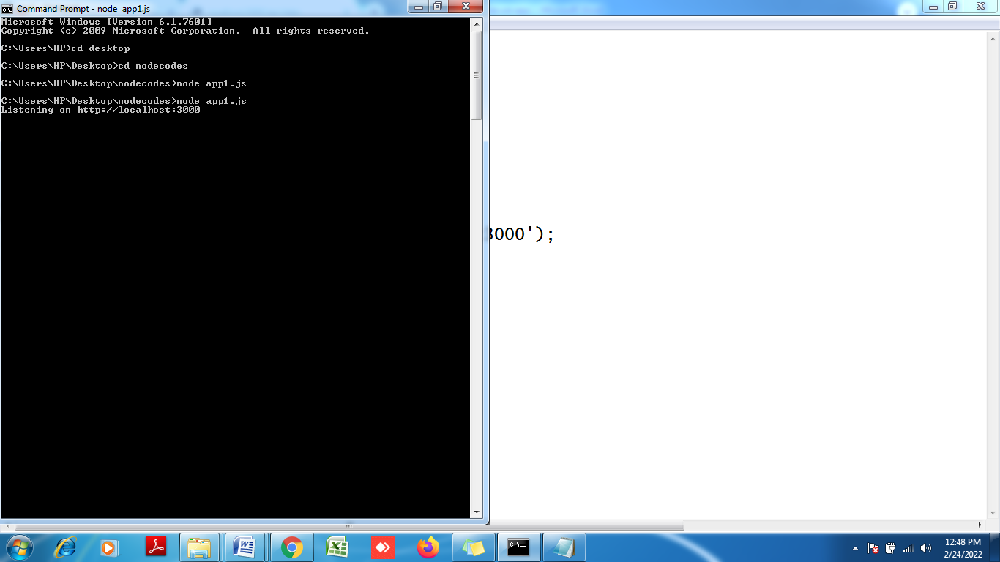 Command Prompt - node  app1.js
Microsoft Windows [Version 6.1.7601]
Copyright (c) 2009 Microsoft Corporation.  All rights reserved.
C:\Users\HP>cd desktop
C:\Users\HP\Desktop>cd nodecodes
C:\Users\HP\Desktop\nodecodes>node app1.js
C:\Users\HP\Desktop\nodecodes>node app1.js
Listening on http://localhost:3000
3000');
12:48 PM
2/24/2022